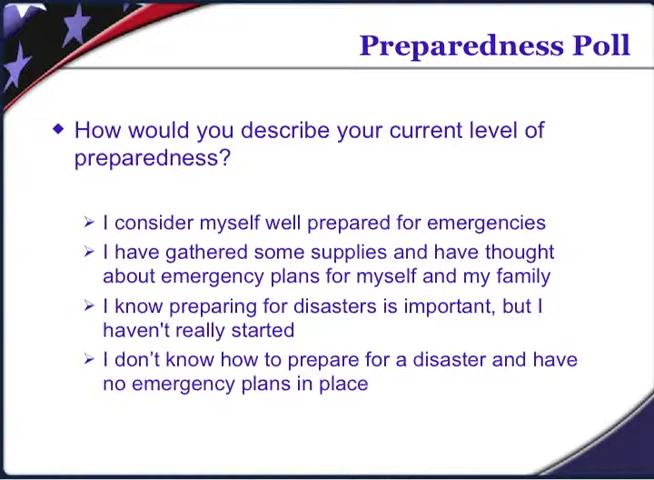 Preparedness Poll
How would you describe your current level of
preparedness?
I consider myself well prepared for emergencies
I have gathered some supplies and have thought
about emergency plans for myself and my family
I know preparing for disasters is important, but I
haven't really started
I don’t know how to prepare for a disaster and have
no emergency plans in place